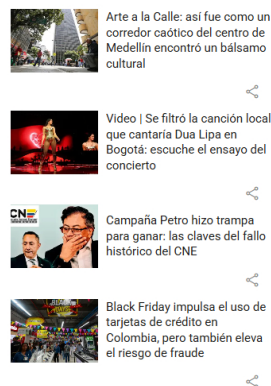 Arte a la Calle: así fue como un
corredor caótico del centro de
Medellín encontró un bálsamo
cultural
Video | Se filtró la canción local
que cantaría Dua Lipa en
Bogotá: escuche el ensayo del
concierto
CNE
Campaña Petro hizo trampa
para ganar: las claves del fallo
histórico del CNE
BLACK
Black Friday impulsa el uso de
tarjetas de crédito en
Colombia, pero también eleva
el riesgo de fraude